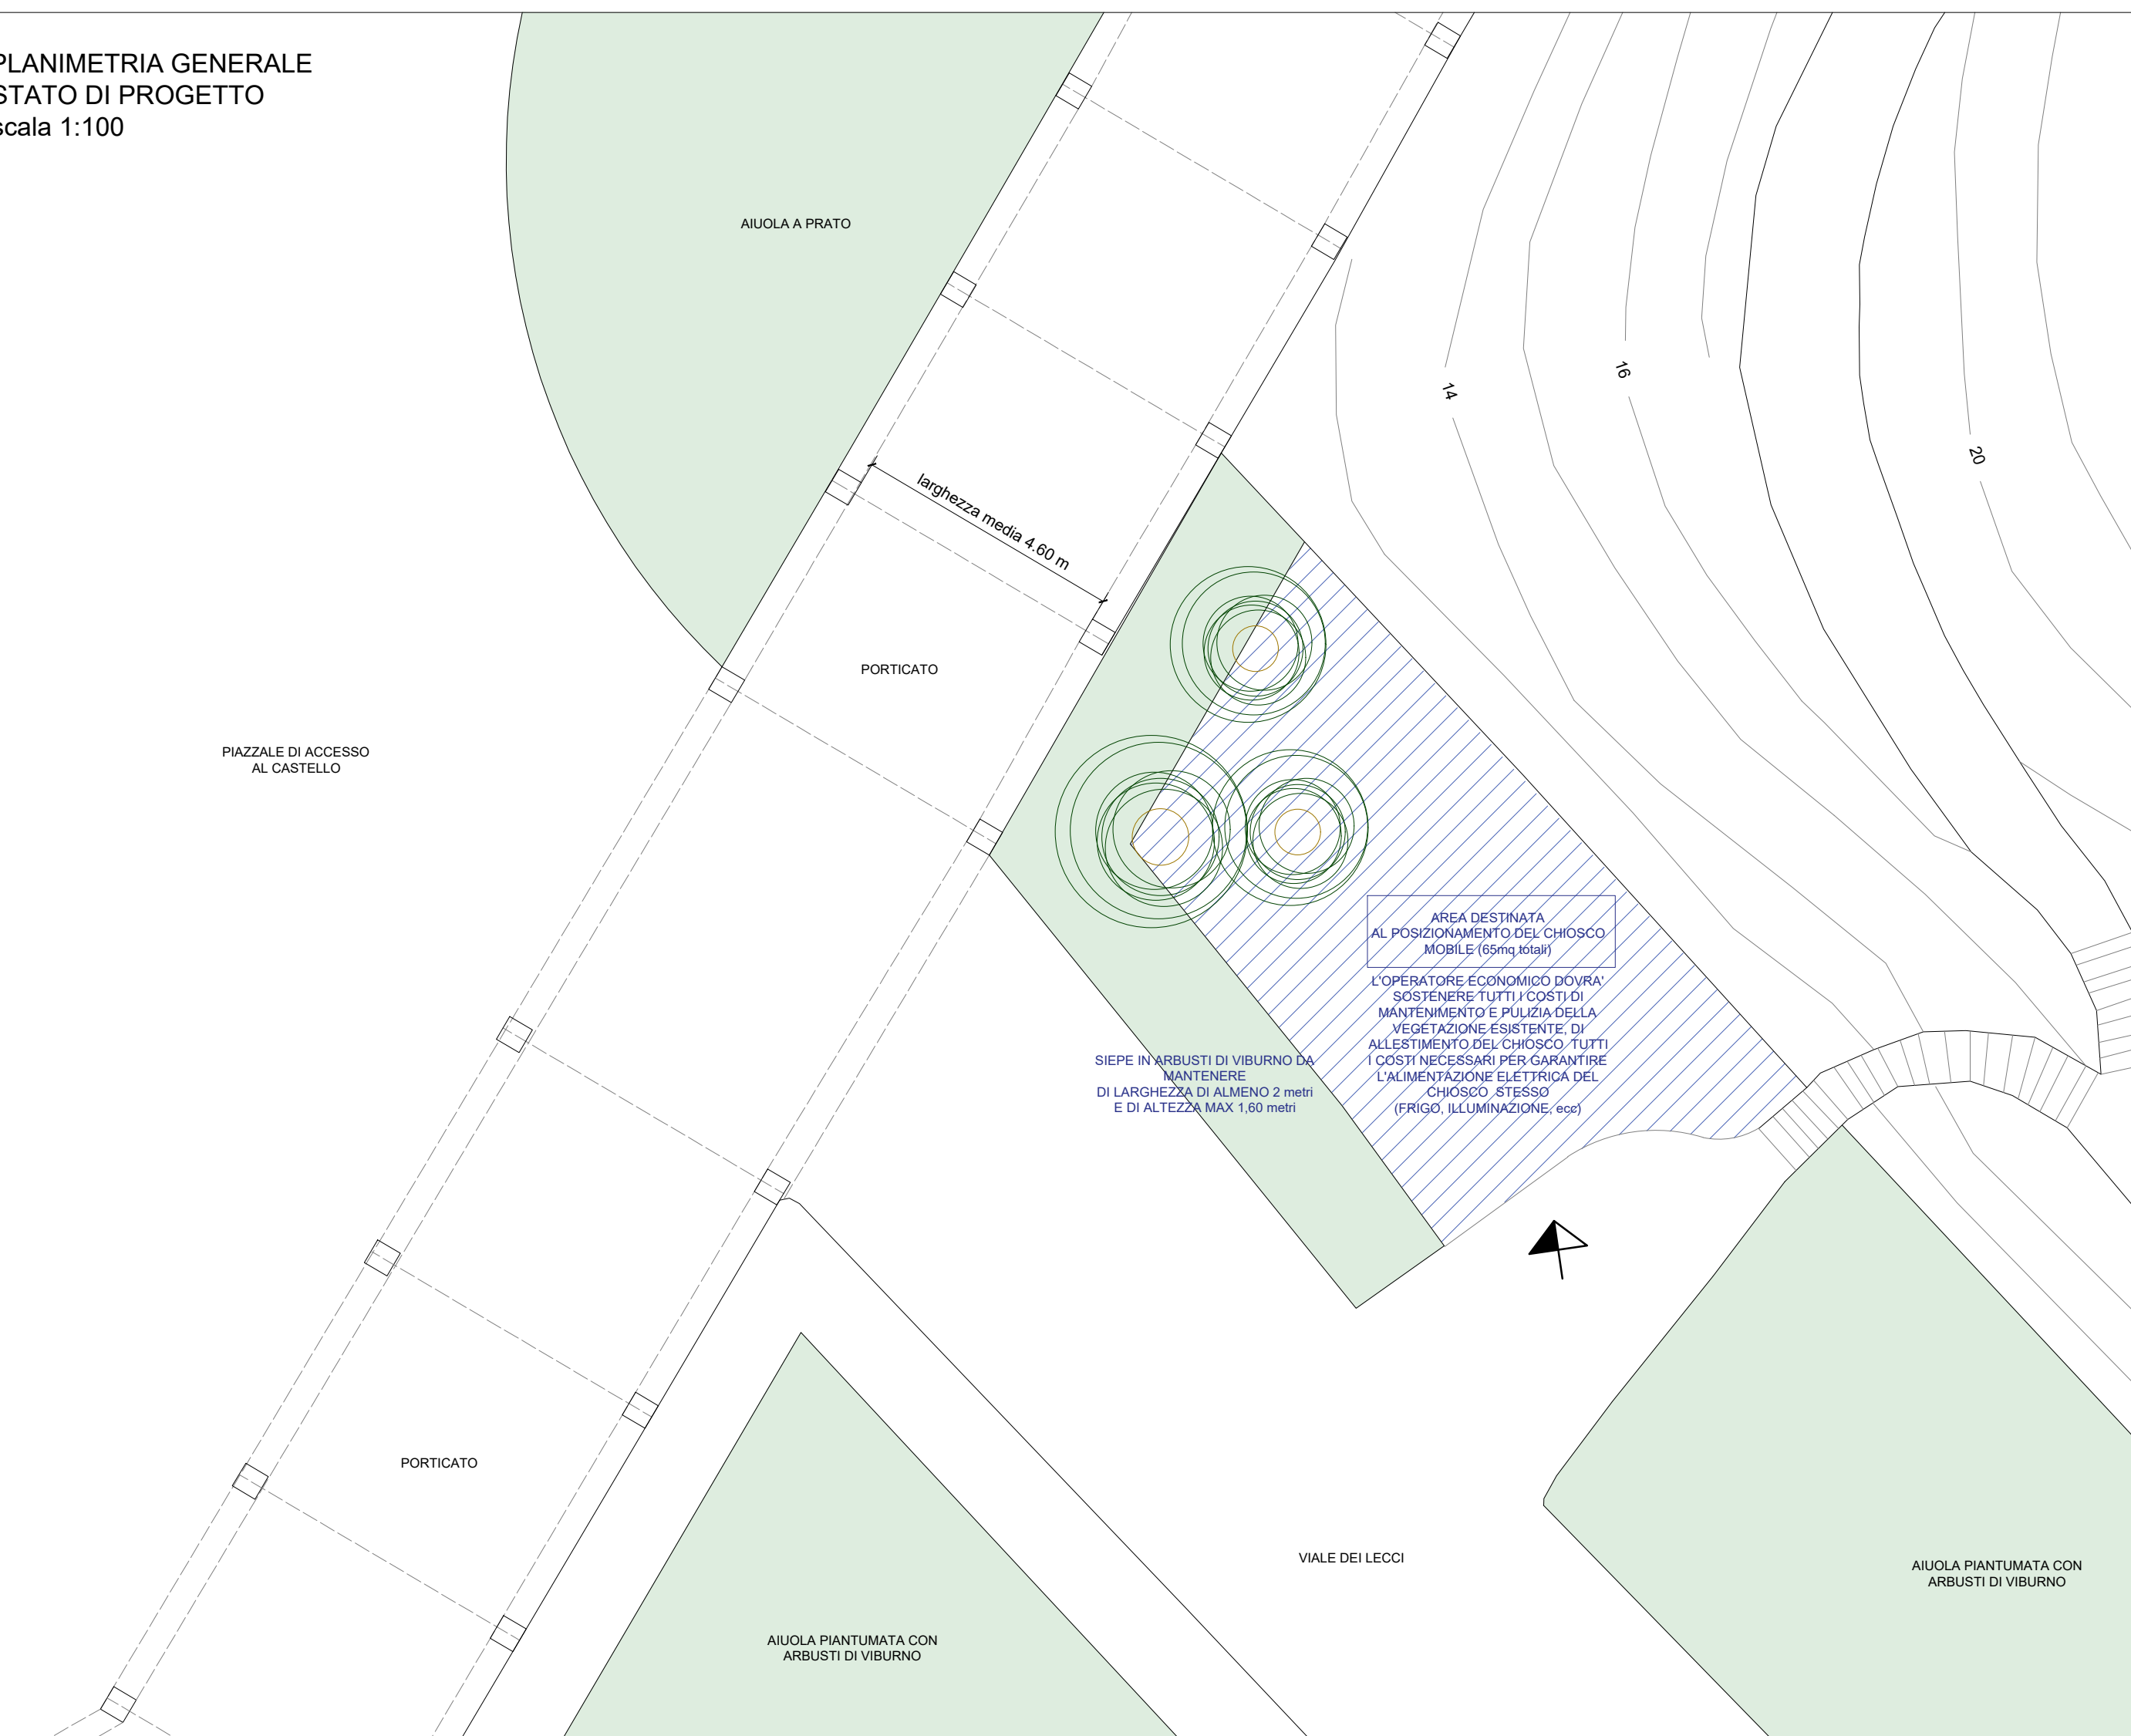 PLANIMETRIA GENERALE
STATO DI PROGETTO
scala 1:100
AIUOLA A PRATO
14
16
20
larghezza media 4.60 m
PORTICATO
PIAZZALE DI ACCESSO
AL CASTELLO
AREA DESTINATA
AL POSIZIONAMENTO DEL CHIOSCO
MOBILE (65mq totali)
L'OPERATORE ECONOMICO DOVRA'
SOSTENERE TUTTI I COSTI DI
MANTENIMENTO E PULIZIA DELLA
VEGETAZIONE ESISTENTE, DI
ALLESTIMENTO DEL CHIOSCO TUTTI
I COSTI NECESSARI PER GARANTIRE
L'ALIMENTAZIONE ELETTRICA DEL
CHIOSCO STESSO
(FRIGO, ILLUMINAZIONE, ecc)
SIEPE IN ARBUSTI DI VIBURNO DA
MANTENERE
DI LARGHEZZA DI ALMENO 2 metri
E DI ALTEZZA MAX 1,60 metri
PORTICATO
VIALE DEI LECCI
AIUOLA PIANTUMATA CON
ARBUSTI DI VIBURNO
AIUOLA PIANTUMATA CON
ARBUSTI DI VIBURNO